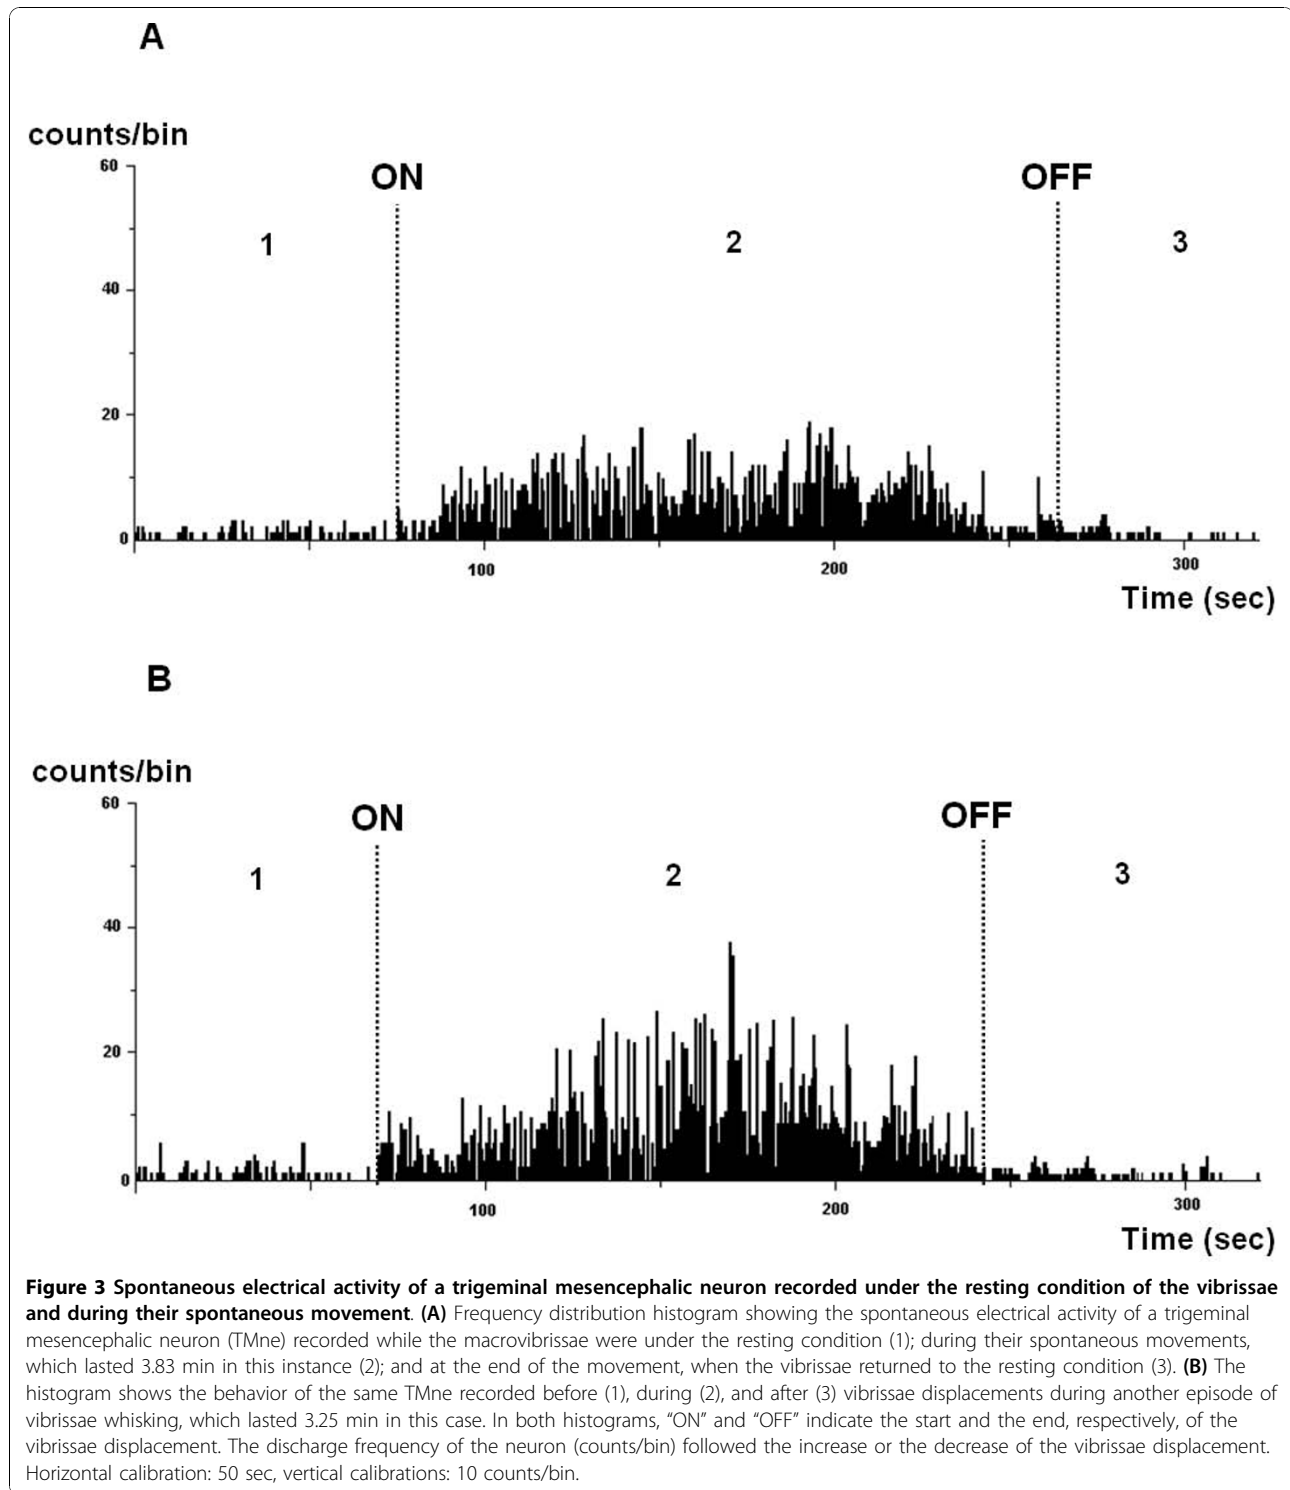 A
counts/bin
60
ON
OFF
1
2
3
40
20
0
100
200
300
Time (sec)
B
counts/bin
60
ON
OFF
1
2
3
40
20
0
100
200
300
Time (sec)
Figure 3 Spontaneous electrical activity of a trigeminal mesencephalic neuron recorded under the resting condition of the vibrissae
and during their spontaneous movement. (A) Frequency distribution histogram showing the spontaneous electrical activity of a trigeminal
mesencephalic neuron (TMne) recorded while the macrovibrissae were under the resting condition (1); during their spontaneous movements,
which lasted 3.83 min in this instance (2); and at the end of the movement, when the vibrissae returned to the resting condition (3). (B) The
histogram shows the behavior of the same TMne recorded before (1), during (2), and after (3) vibrissae displacements during another episode of
vibrissae whisking, which lasted 3.25 min in this case. In both histograms, “ON” and “OFF” indicate the start and the end, respectively, of the
vibrissae displacement. The discharge frequency of the neuron (counts/bin) followed the increase or the decrease of the vibrissae displacement.
Horizontal calibration: 50 sec, vertical calibrations: 10 counts/bin.